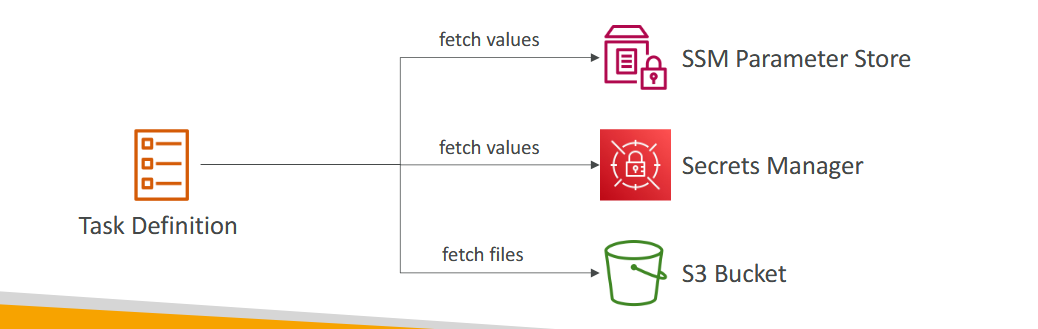 fetch values
SSM Parameter Store
fetch values
Secrets Manager
Task Definition
fetch files
S3 Bucket